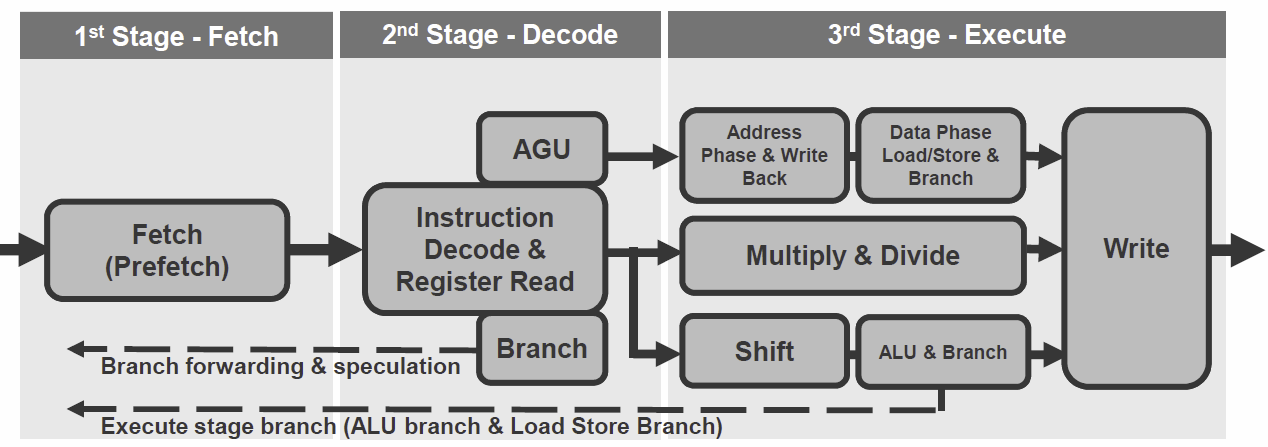 1st Stage - Fetch
2nd Stage - Decode
3rd Stage - Execute
Fetch
(Prefetch)
AGU
Instruction
Decode &
Register Read
Branch
Address
Phase & Write
Back
Data Phase
Load/Store &
Branch
Multiply & Divide
Shift
ALU & Branch
Write
Branch forwarding & speculation
Execute stage branch (ALU branch & Load Store Branch)